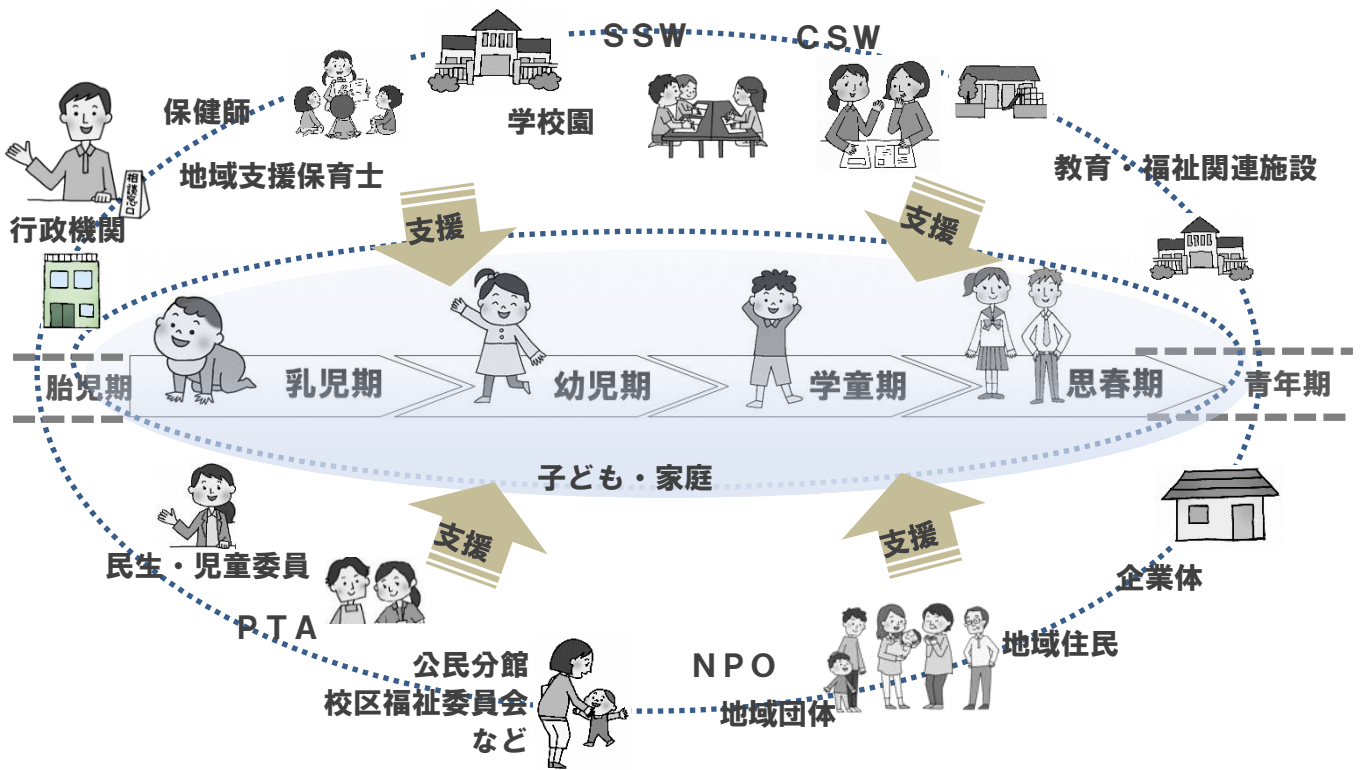 SSW
CSW
保健師
学校園
地域支援保育士
教育・福祉関連施設
相談窓口
行政機関
支援
支援
胎児期
乳児期
幼児期
学童期
思春期
青年期
子ども・家庭
支援
支援
民生・児童委員
企業体
PTA
地域住民
公民分館
校区福祉委員会
など
NPO
地域団体